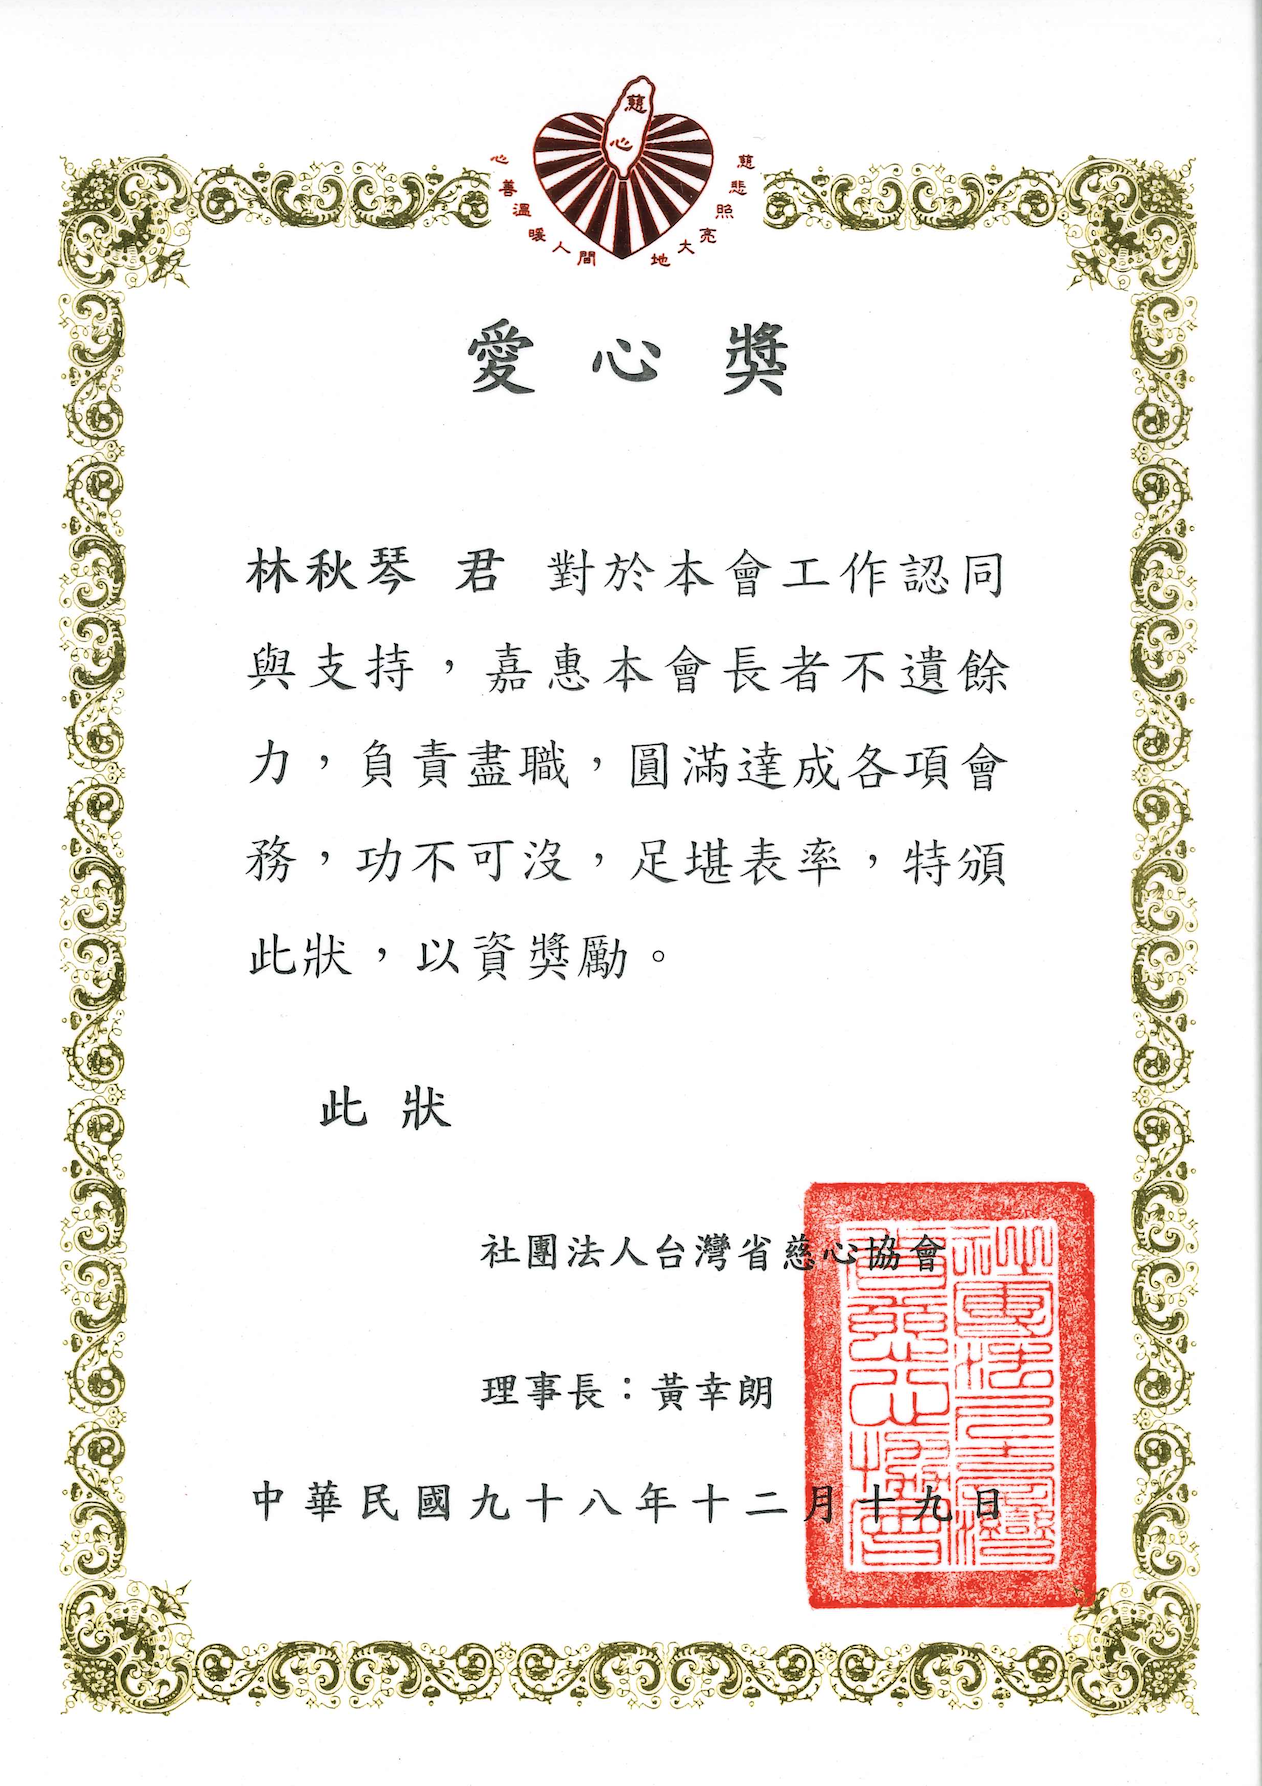 慈心
心善溫暖人間
慈悲照亮大地
愛心獎
林秋琴 君 對於本會工作認同
與支持，嘉惠本會長者不遺餘
力，負責盡職，圓滿達成各項會
務，功不可沒，足堪表率，特頒
此狀，以資獎勵。
此狀
社團法人台灣省慈心協會
理事長：黃幸朗
中華民國九十八年十二月十九日
社團法人台灣
省慈心協會